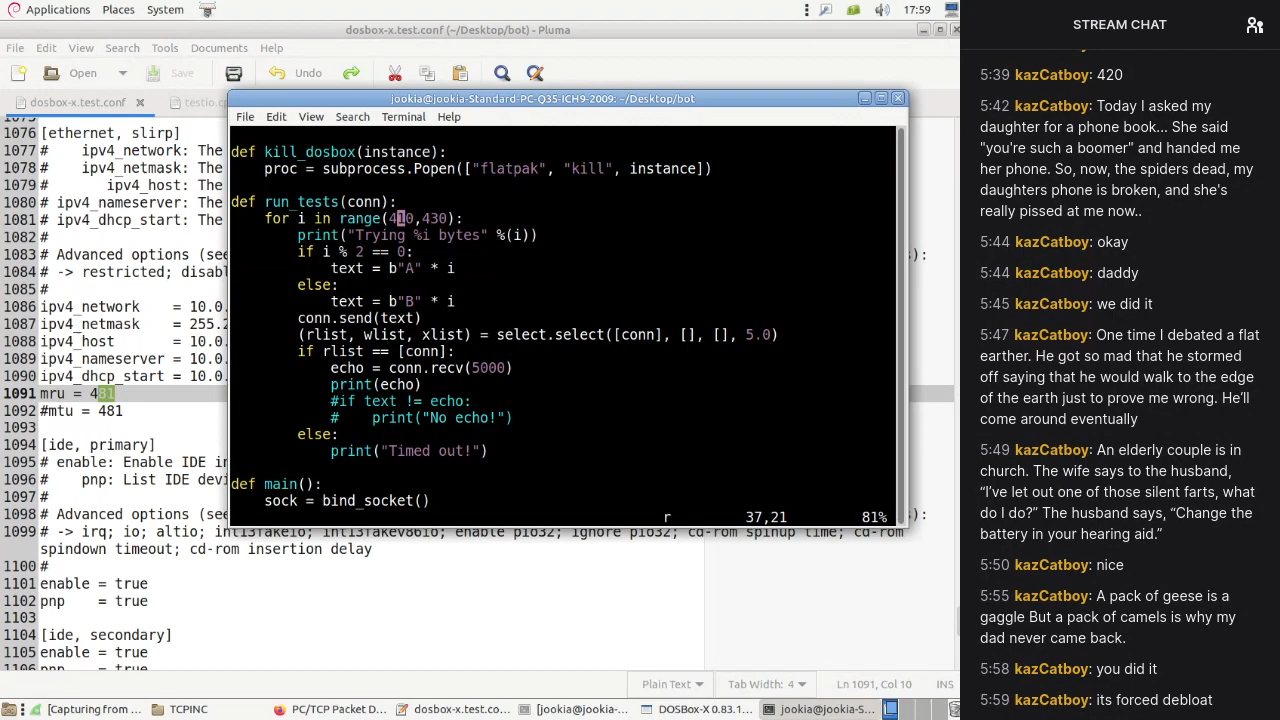 Applications Places System 17:59
dosbox-x.test.conf (~/Desktop/bot) - Pluma
File Edit View Search Tools Documents Help
Open Save Undo
dosbox-x.test.conf testio.c
jookia@jookia-Standard-PC-Q35-ICH9-2009: ~/Desktop/bot
File Edit View Search Terminal Help
def kill_dosbox(instance):
proc = subprocess.Popen(["flatpak", "kill", instance])
def run_tests(conn):
for i in range(410,430):
print("Trying %i bytes" %(i))
if i % 2 == 0:
text = b"A" * i
else:
text = b"B" * i
conn.send(text)
(rlist, wlist, xlist) = select.select([conn], [], [], 5.0)
if rlist == [conn]:
echo = conn.recv(5000)
print(echo)
#if text != echo:
#    print("No echo!")
else:
print("Timed out!")
def main():
sock = bind_socket()
r 37,21 81%
1075
1076 [ethernet, slirp]
1077 #    ipv4_network: The
1078 #    ipv4_netmask: The
1079 #       ipv4_host: The
1080 # ipv4_nameserver: The
1081 # ipv4_dhcp_start: The
1082 #
1083 # Advanced options (see ):
1084 # -> restricted; disabl
1085 #
1086 ipv4_network    = 10.0.
1087 ipv4_netmask    = 255.2
1088 ipv4_host       = 10.0.
1089 ipv4_nameserver = 10.0.
1090 ipv4_dhcp_start = 10.0.
1091 mru = 481
1092 #mtu = 481
1093
1094 [ide, primary]
1095 # enable: Enable IDE in
1096 #    pnp: List IDE devi
1097 #
1098 # Advanced options (see ):
1099 # -> irq; io; altio; int13fakeio; int13fakev86io; enable pio32; ignore pio32; cd-rom spinup time; cd-rom
spindown timeout; cd-rom insertion delay
1100 #
1101 enable = true
1102 pnp    = true
1103
1104 [ide, secondary]
1105 enable = true
1106 pnp    = true
Plain Text Tab Width: 4 Ln 1091, Col 10 INS
[Capturing from ... TCPCNC PC/TCP Packet D... dosbox-x.test.co... [jookia@jookia-... DOSBOX-X 0.83.1... jookia@jookia-S...
STREAM CHAT
5:39 kazCatboy: 420
5:42 kazCatboy: Today I asked my
daughter for a phone book... She said
"you're such a boomer" and handed me
her phone. So, now, the spiders dead, my
daughters phone is broken, and she's
really pissed at me now..
5:44 kazCatboy: okay
5:44 kazCatboy: daddy
5:45 kazCatboy: we did it
5:47 kazCatboy: One time I debated a flat
earther. He got so mad that he stormed
off saying that he would walk to the edge
of the earth just to prove me wrong. He'll
come around eventually
5:49 kazCatboy: An elderly couple is in
church. The wife says to the husband,
“I’ve let out one of those silent farts, what
do I do?” The husband says, “Change the
battery in your hearing aid.”
5:50 kazCatboy: nice
5:55 kazCatboy: A pack of geese is a
gaggle But a pack of camels is why my
dad never came back.
5:58 kazCatboy: you did it
5:59 kazCatboy: its forced debloat